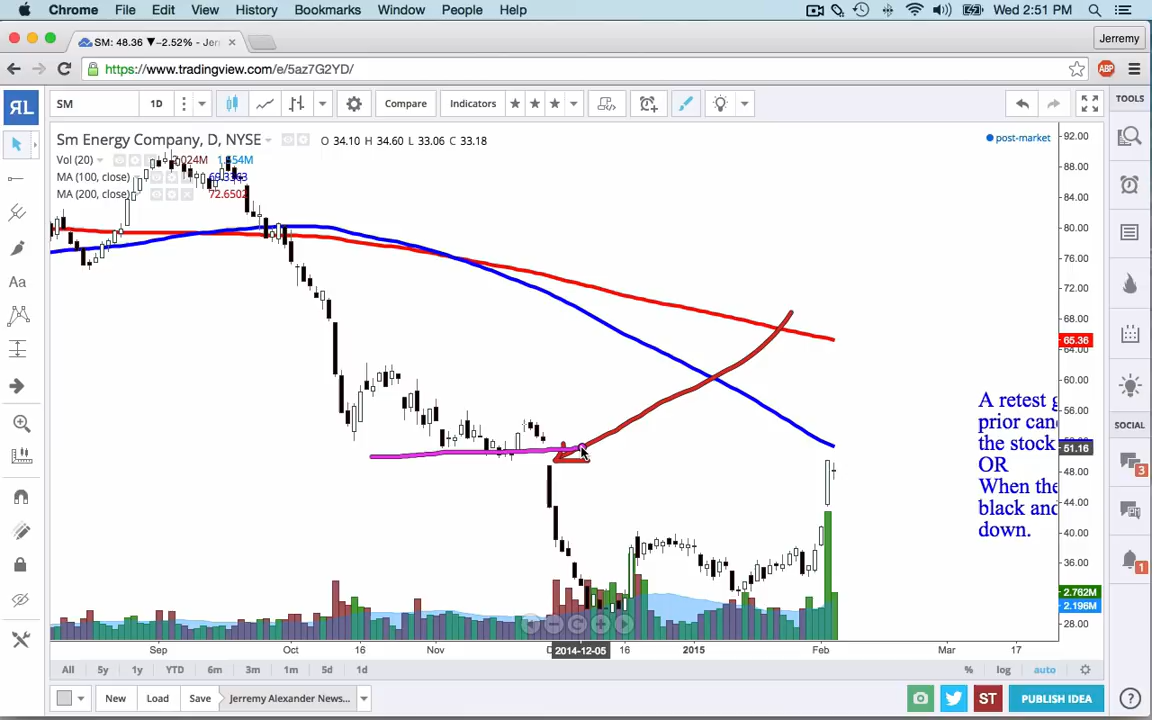 Chrome File Edit View History Bookmarks Window People Help Wed 2:51 PM
SM: 48.36 ▼−2.52% - Jer
Jerremy
https://www.tradingview.com/e/5az7G2YD/
ABP
SM 1D Compare Indicators
TOOLS
Sm Energy Company, D, NYSE O 34.10 H 34.60 L 33.06 C 33.18
post-market
Vol (20) 1.554M
MA (100, close)
MA (200, close) 72.6502
92.00
88.00
84.00
80.00
76.00
72.00
68.00
65.36
64.00
60.00
56.00
51.16
48.00
44.00
40.00
36.00
2.762M
2.196M
28.00
A retest
prior can
the stock
OR
When the
black and
down.
SOCIAL
3
1
Sep Oct 16 Nov 2014-12-05 16 2015 Feb Mar 17
All 5y 1y YTD 6m 3m 1m 5d 1d % log auto
New Load Save Jerremy Alexander News... ST PUBLISH IDEA